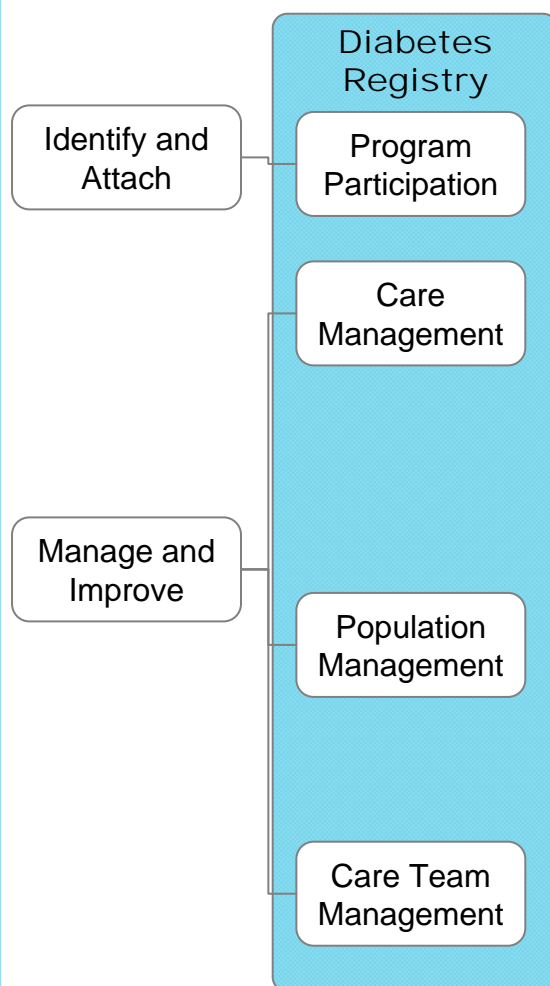 Diabetes
Registry
Identify and
Attach
Program
Participation
Care
Management
Manage and
Improve
Population
Management
Care Team
Management